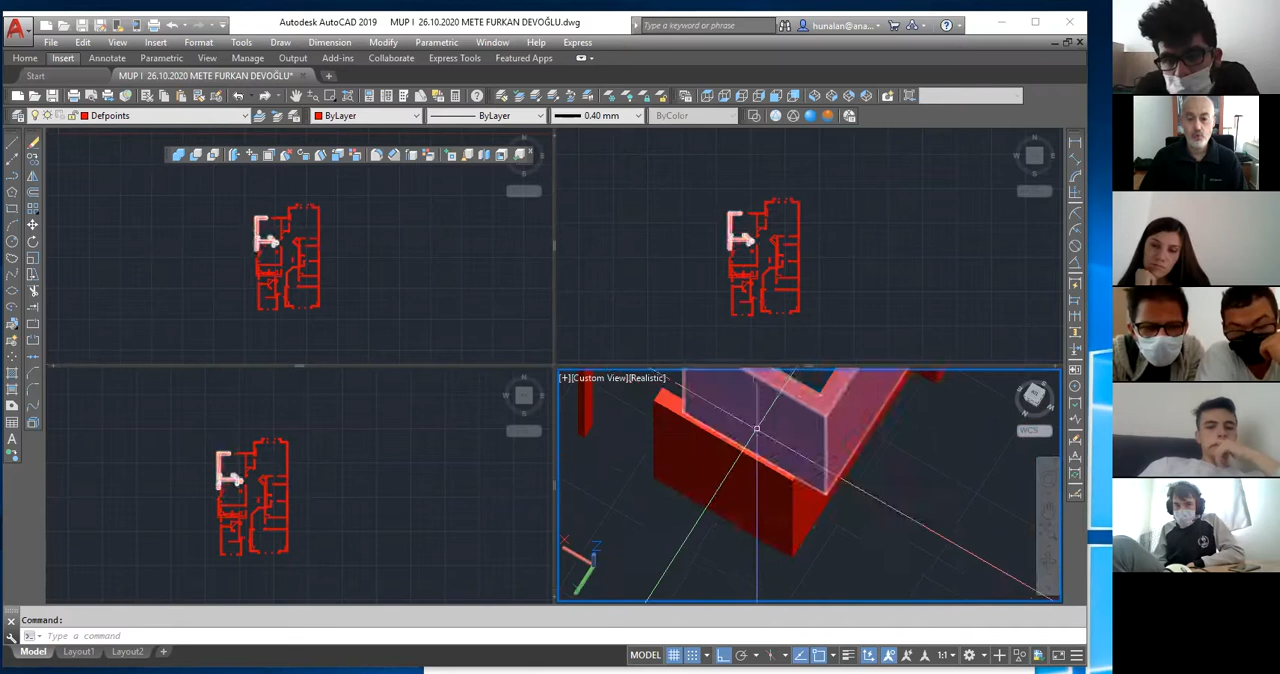 Autodesk AutoCAD 2019 MUP I 26.10.2020 METE FURKAN DEVOĞLU.dwg
Type a keyword or phrase
hunalan@ana...
File Edit View Insert Format Tools Draw Dimension Modify Parametric Window Help Express
Home Insert Annotate Parametric View Manage Output Add-ins Collaborate Express Tools Featured Apps
Start MUP I 26.10.2020 METE FURKAN DEVOĞLU*
Defpoints ByLayer ByLayer 0.40 mm ByColor
N
S
N
W E
S
N
W E
S
[+][Custom View][Realistic]
WCS
X
Z
Command:
Type a command
Model Layout1 Layout2 +
MODEL 1:1